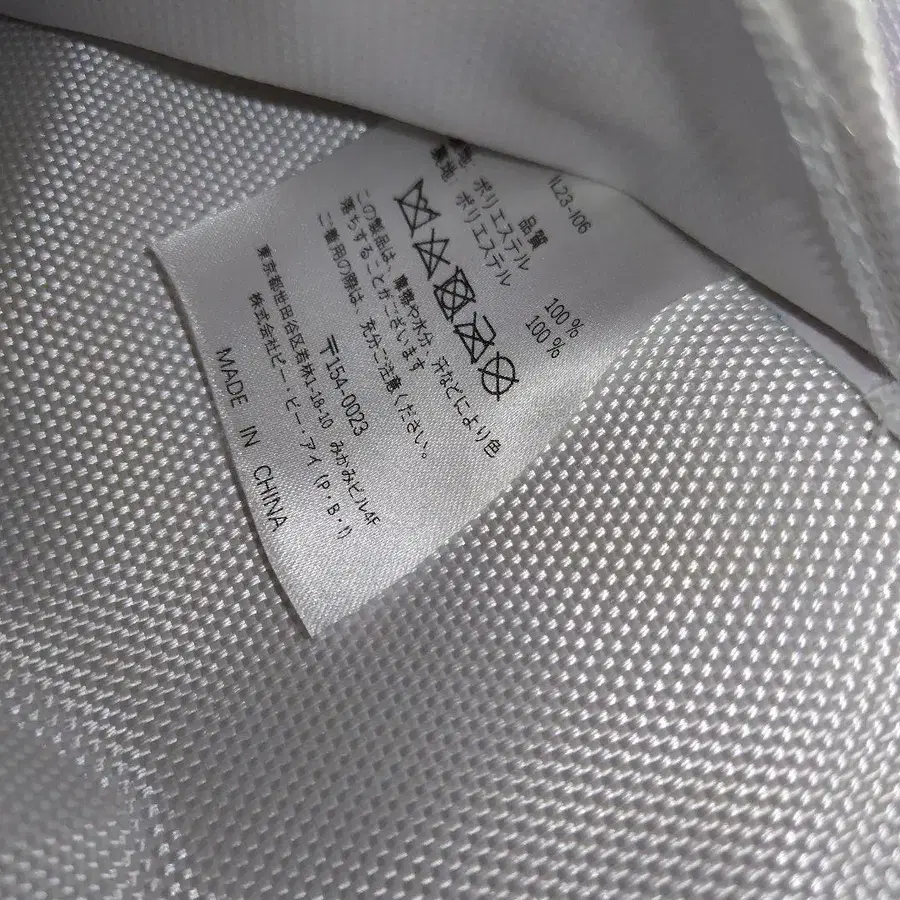 IL23-I06
品質
ポリエステル 100%
裏地: ポリエステル 100%
この製品は、摩擦や水分、汗などにより色
落ちすることがございます
ご着用の際は、充分ご注意ください。
〒154-0023
東京都世田谷区若林1-18-10 みかみビル4F
株式会社ピー・ビー・アイ (P・B・I)
MADE IN CHINA